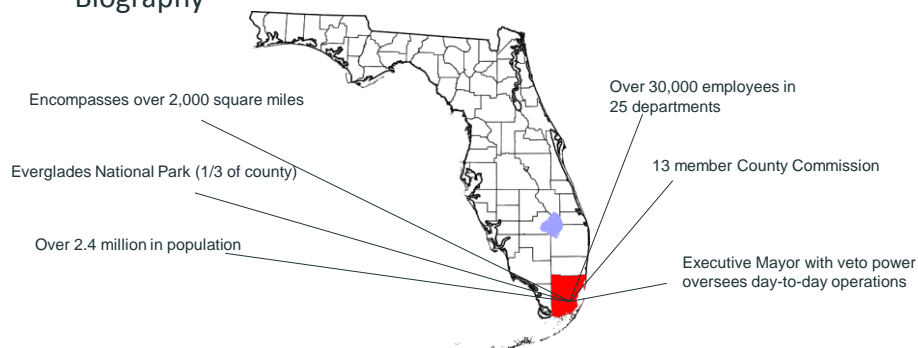 Biography
Encompasses over 2,000 square miles
Everglades National Park (1/3 of county)
Over 2.4 million in population
Over 30,000 employees in
25 departments
13 member County Commission
Executive Mayor with veto power
oversees day-to-day operations